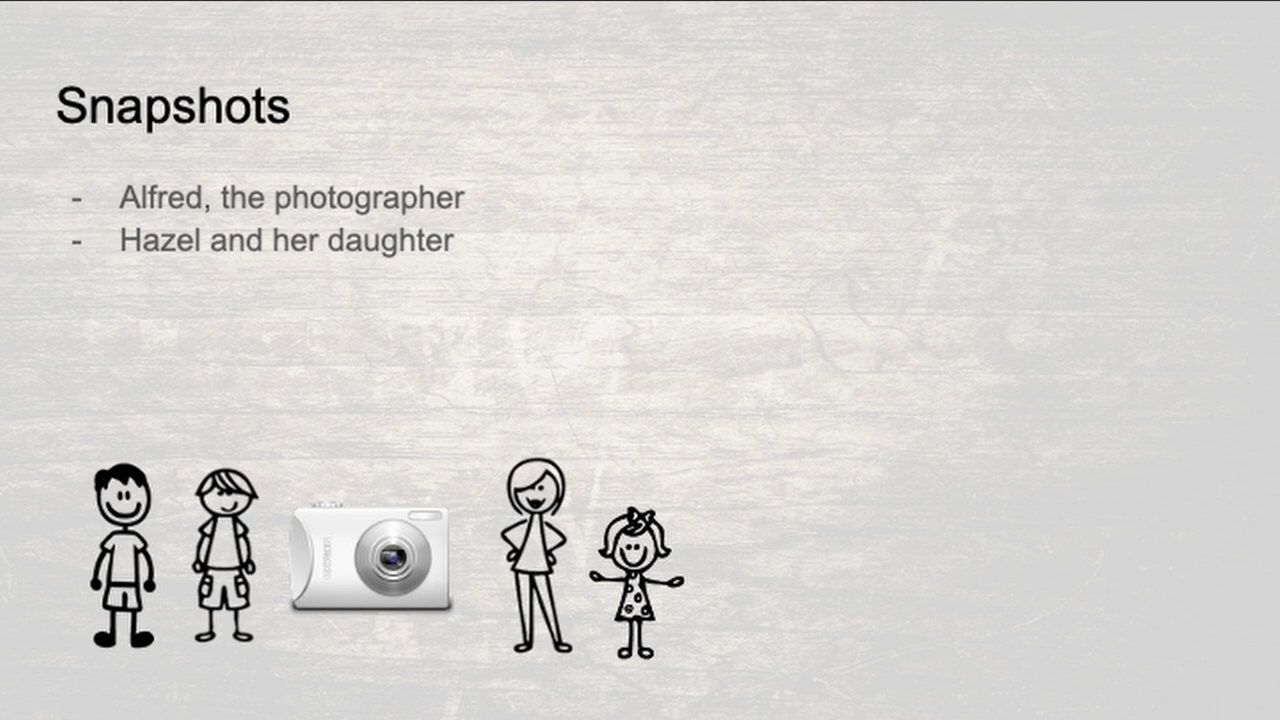 Snapshots
- Alfred, the photographer
- Hazel and her daughter